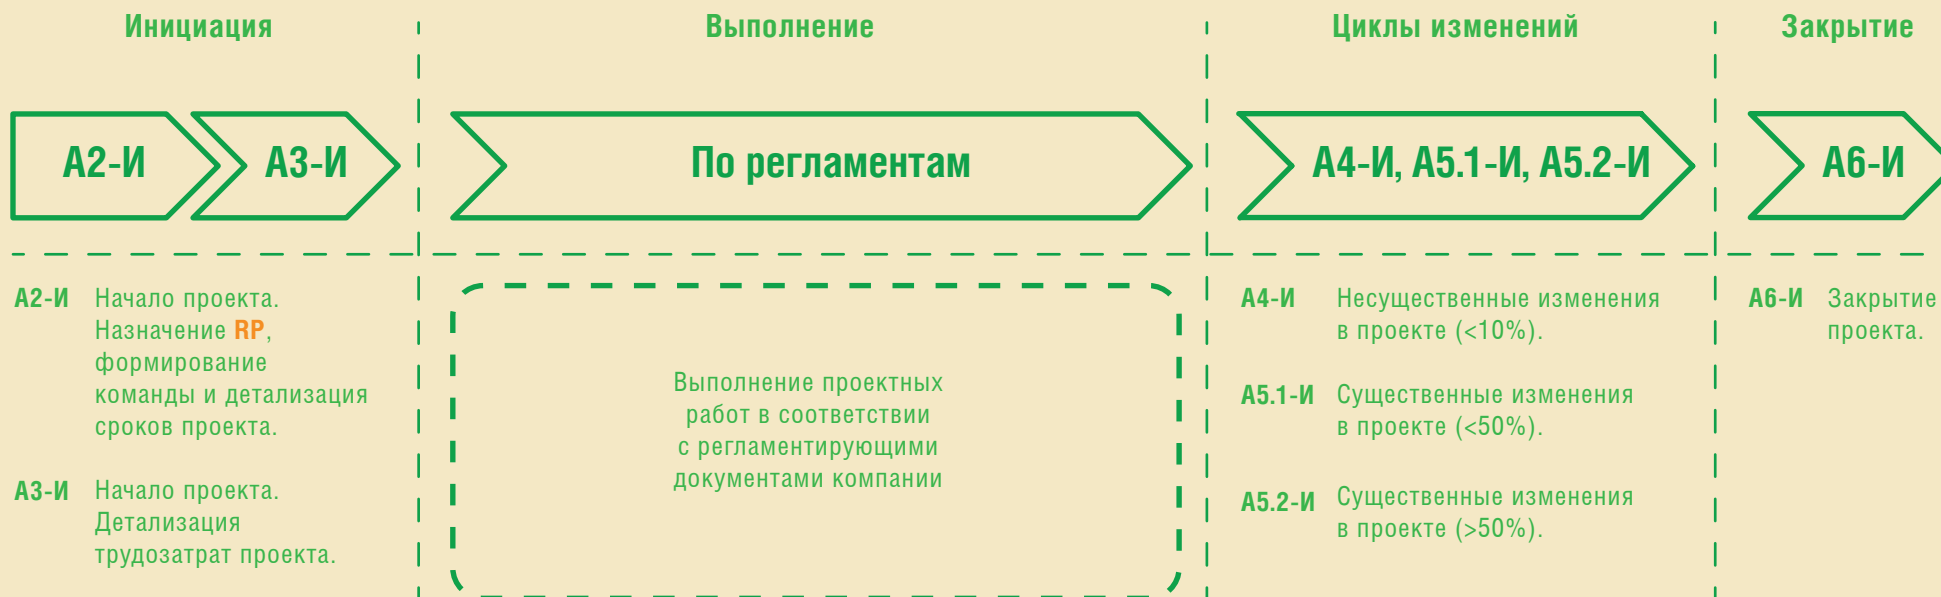 Инициация
Выполнение
Циклы изменений
Закрытие
А2-И
А3-И
По регламентам
А4-И, А5.1-И, А5.2-И
А6-И
А2-И Начало проекта.
Назначение RP,
формирование
команды и детализация
сроков проекта.
А3-И Начало проекта.
Детализация
трудозатрат проекта.
Выполнение проектных
работ в соответствии
с регламентирующими
документами компании
А4-И Несущественные изменения
в проекте (<10%).
А5.1-И Существенные изменения
в проекте (<50%).
А5.2-И Существенные изменения
в проекте (>50%).
А6-И Закрытие
проекта.